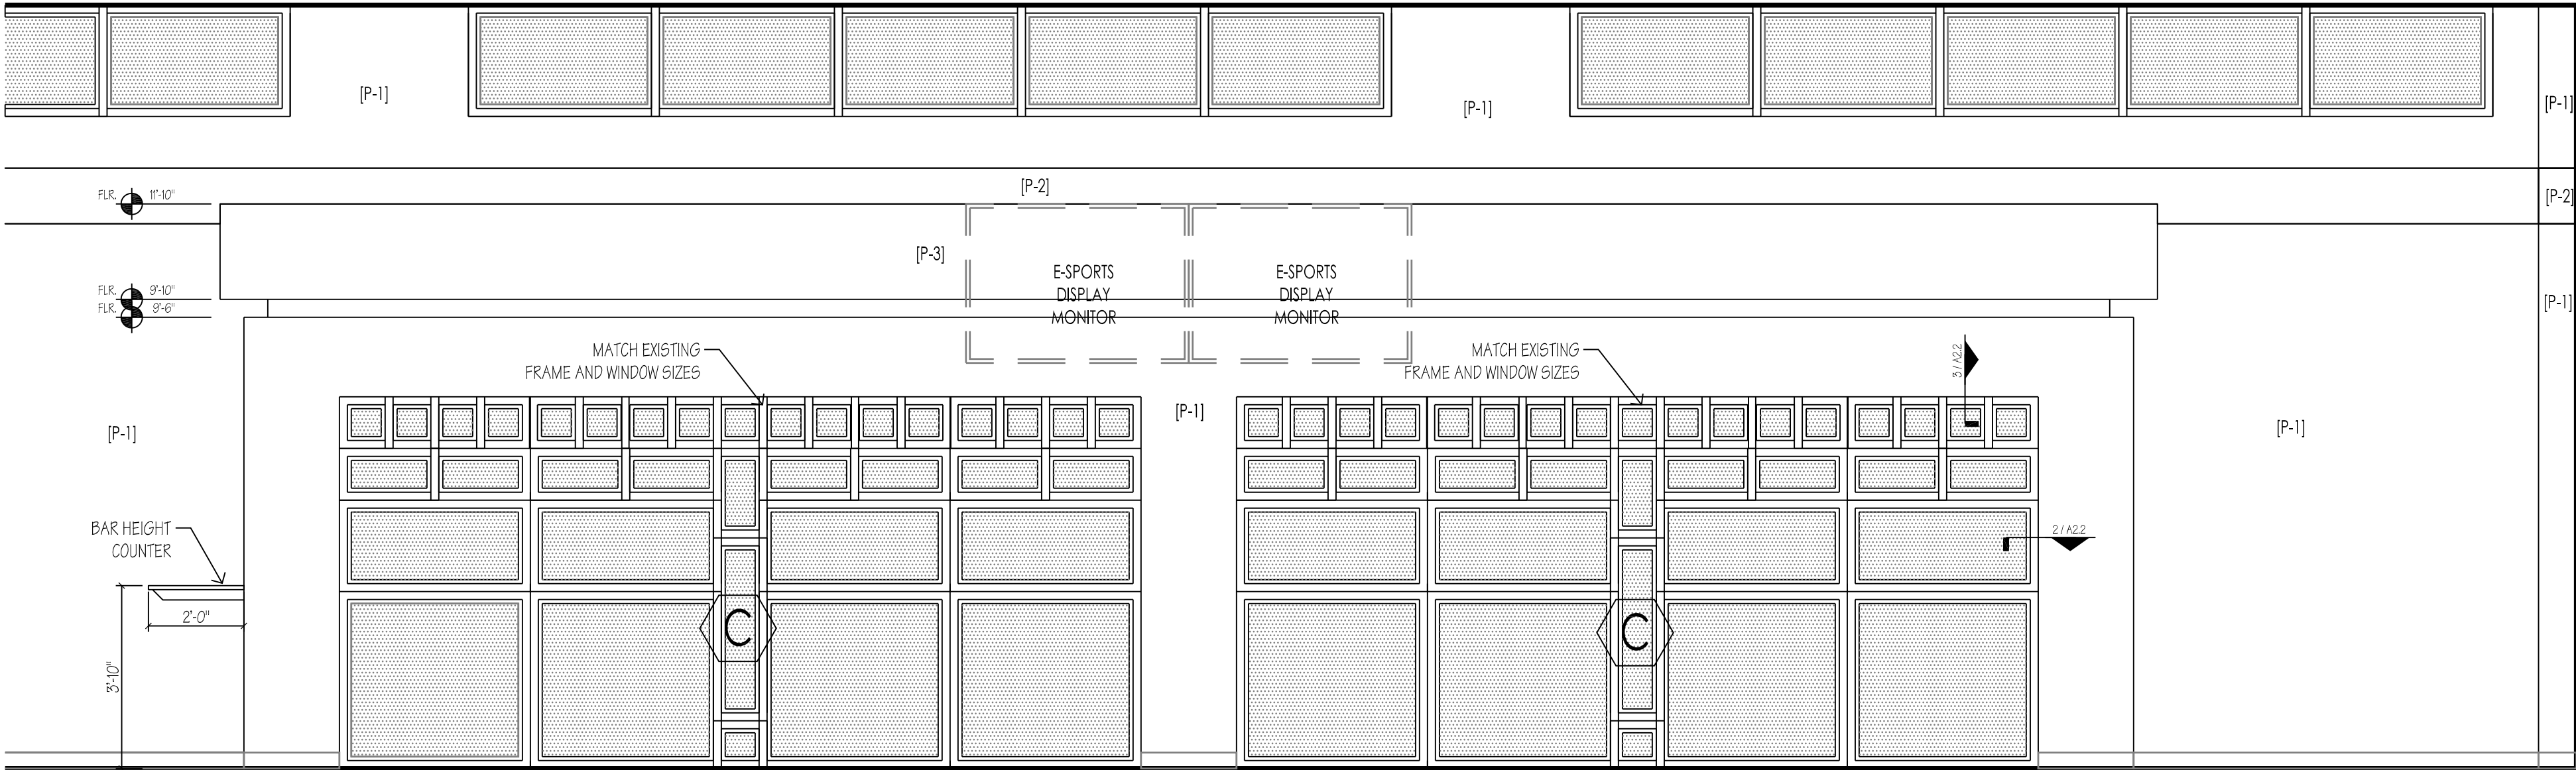 [P-1]
[P-1]
[P-1]
[P-2]
[P-2]
FLR. 11'-10"
[P-3]
E-SPORTS
DISPLAY
MONITOR
E-SPORTS
DISPLAY
MONITOR
FLR. 9'-10"
FLR. 9'-6"
[P-1]
MATCH EXISTING
FRAME AND WINDOW SIZES
MATCH EXISTING
FRAME AND WINDOW SIZES
3 / A2.2
[P-1]
[P-1]
[P-1]
BAR HEIGHT
COUNTER
2 / A2.2
2'-0"
3'-10"
C
C